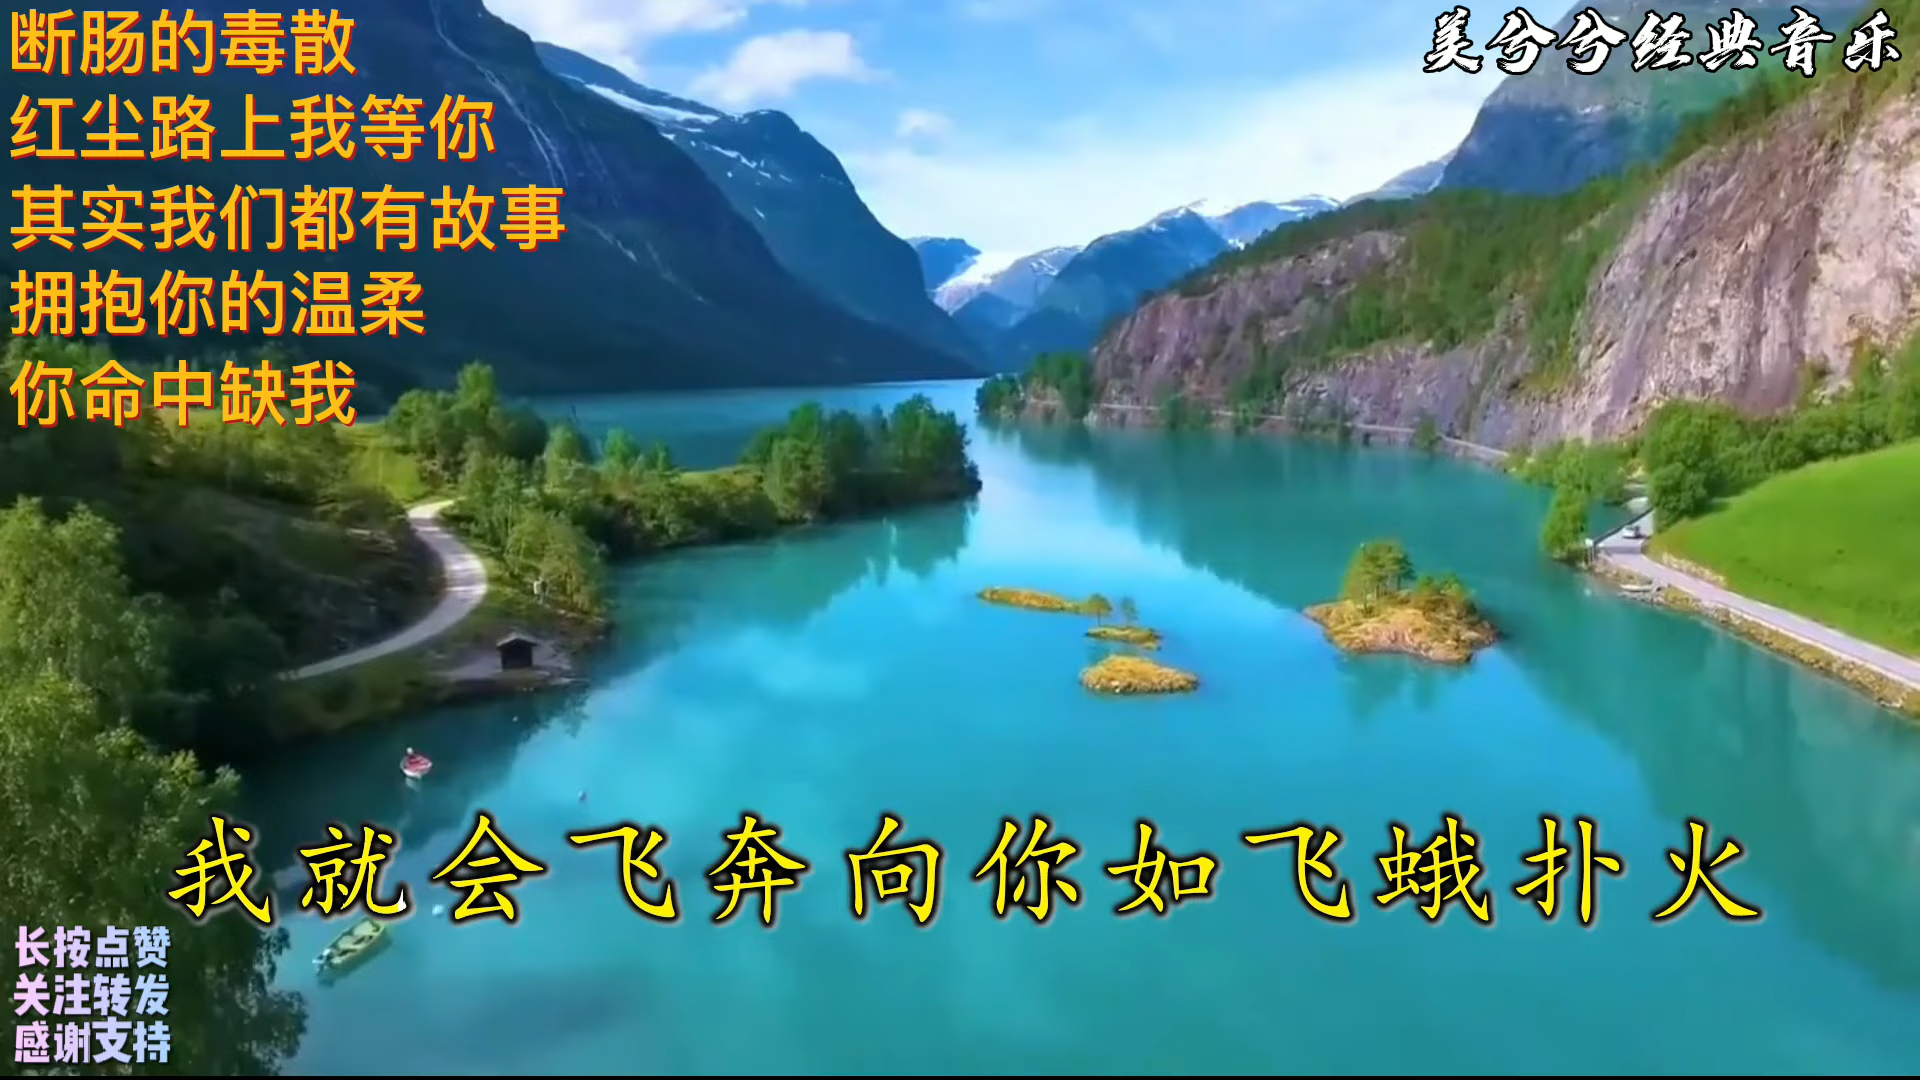 断肠的毒散
美兮兮经典音乐
红尘路上我等你
其实我们都有故事
拥抱你的温柔
你命中缺我
我就会飞奔向你如飞蛾扑火
长按点赞
关注转发
感谢支持